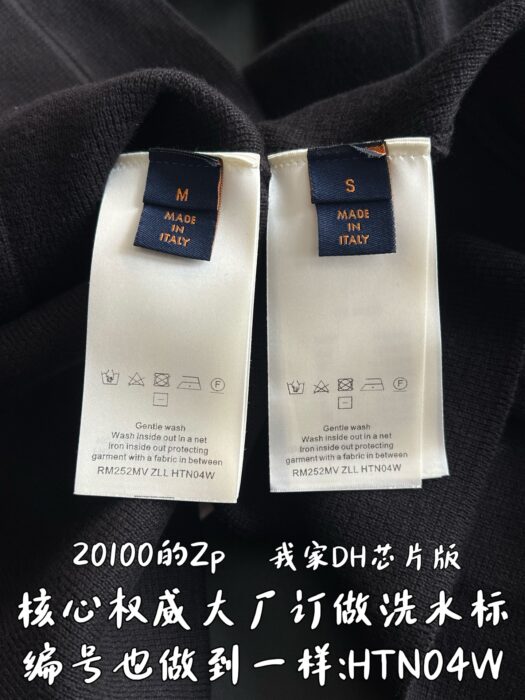 M
MADE
IN
ITALY
Gentle wash
Wash inside out in a net
Iron inside out protecting
garment with a fabric in between
RM252MV ZLL HTN04W
S
MADE
IN
ITALY
F
Gentle wash
Wash inside out in a net
Iron inside out protecting
garment with a fabric in between
RM252MV ZLL HTN04W
20100的Zp 我家DH芯片版
核心权威大厂订做洗水标
编号也做到一样:HTN04W